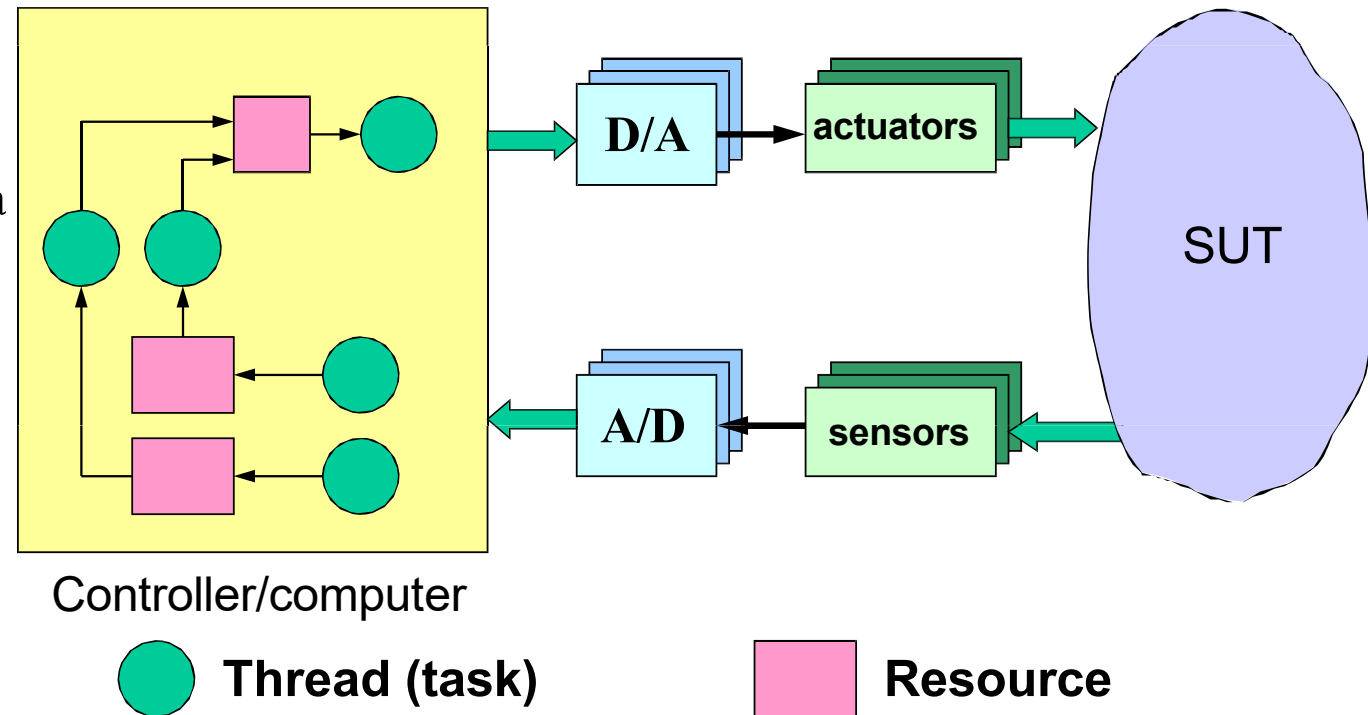 D/A
actuators
a
SUT
A/D
sensors
Controller/computer
Thread (task)
Resource